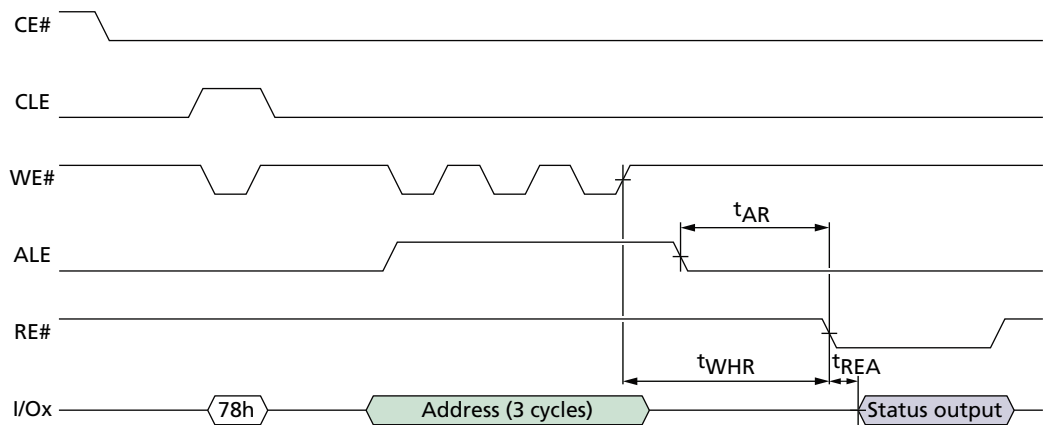 CE#
CLE
WE#
tAR
ALE
RE#
tWHR
tREA
I/Ox
78h
Address (3 cycles)
Status output